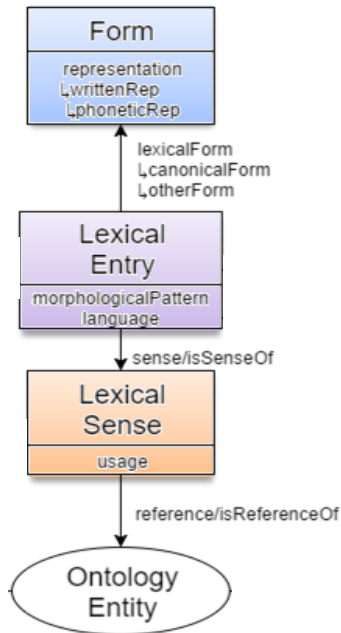 Form
representation
↳writtenRep
↳phoneticRep
lexicalForm
↳canonicalForm
↳otherForm
Lexical
Entry
morphologicalPattern
language
sense/isSenseOf
Lexical
Sense
usage
reference/isReferenceOf
Ontology
Entity